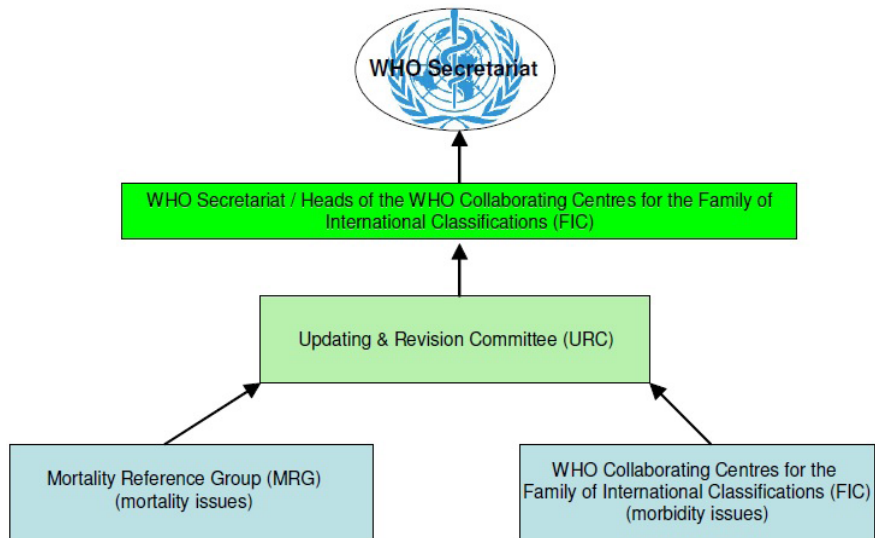 WHO Secretariat
WHO Secretariat / Heads of the WHO Collaborating Centres for the Family of
International Classifications (FIC)
Updating & Revision Committee (URC)
Mortality Reference Group (MRG)
(mortality issues)
WHO Collaborating Centres for the
Family of International Classifications (FIC)
(morbidity issues)